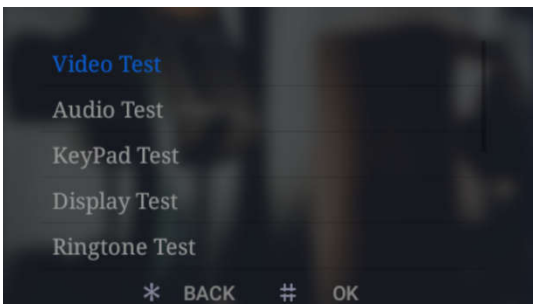 Video Test
Audio Test
KeyPad Test
Display Test
Ringtone Test
* BACK # OK